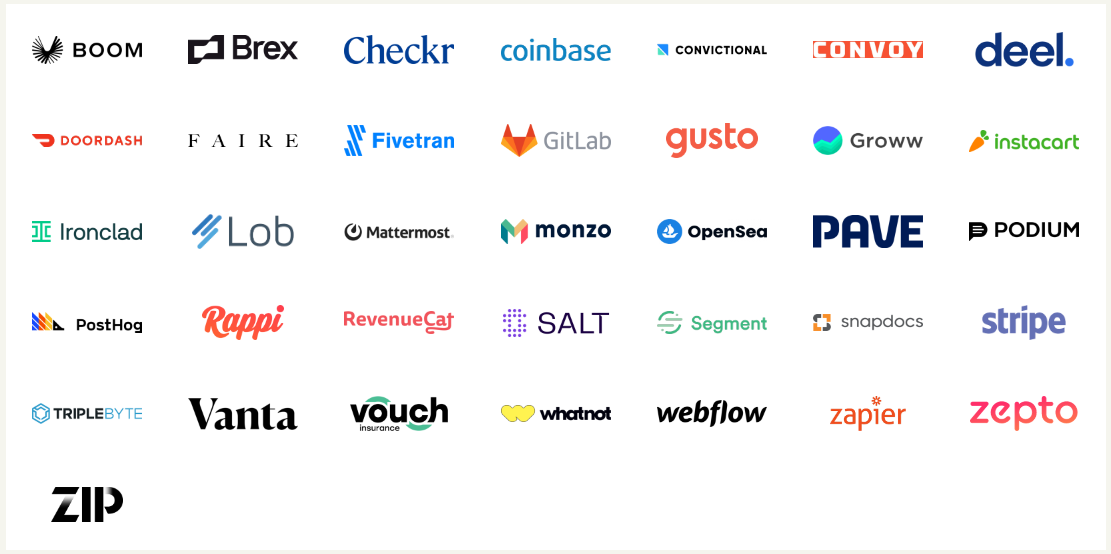 BOOM Brex Checkr coinbase CONVICTIONAL CONVOY deel.
DOORDASH FAIRE Fivetran GitLab gusto Groww instacart
Ironclad Lob Mattermost monzo OpenSea PAVE PODIUM
PostHog Rappi RevenueCat SALT Segment snapdocs stripe
TRIPLEBYTE Vanta vouch insurance whatnot webflow zapier zepto
ZIP